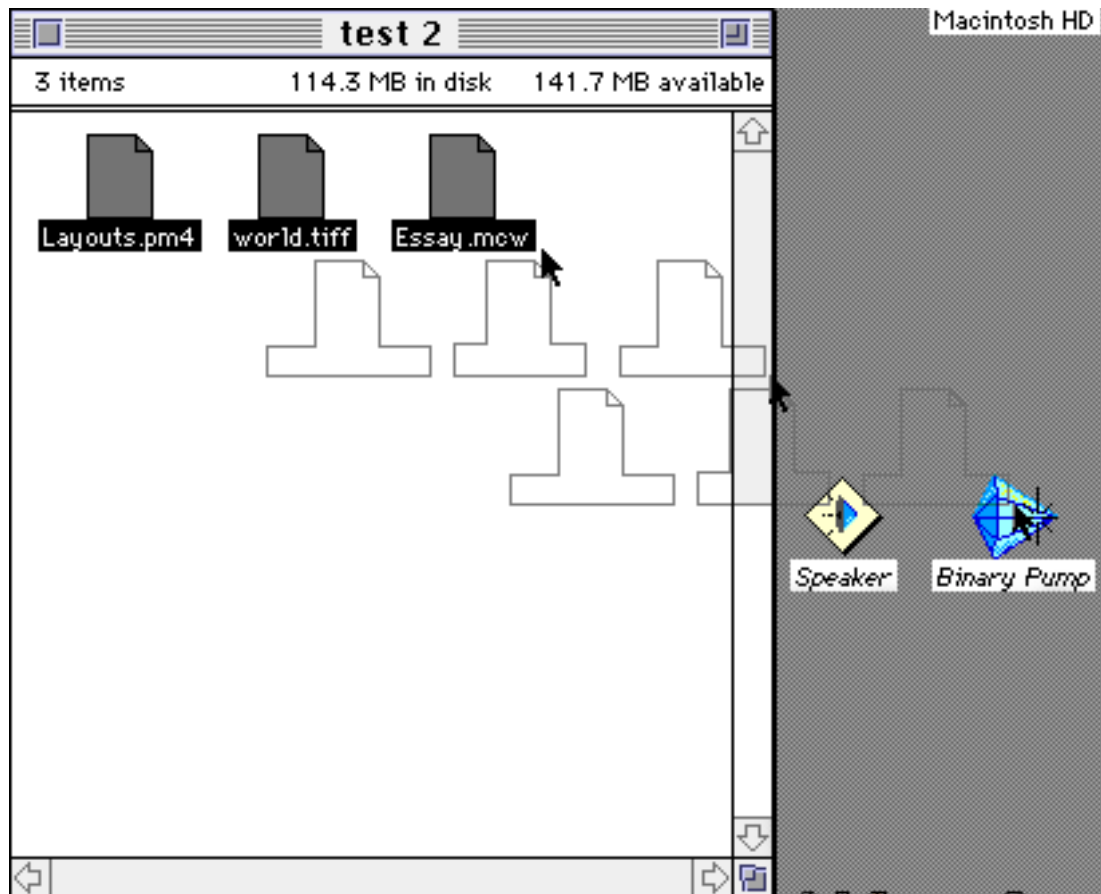 Macintosh HD
test 2
3 items 114.3 MB in disk 141.7 MB available
Layouts.pm4 world.tiff Essay.mcw
Speaker Binary Pump